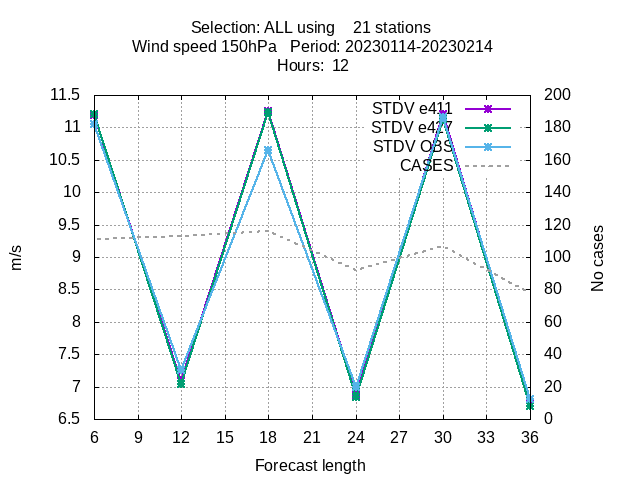 Selection: ALL using    21 stations
Wind speed 150hPa   Period: 20230114-20230214
Hours:  12
11.5
11
10.5
10
9.5
9
8.5
8
7.5
7
6.5
200
180
160
140
120
100
80
60
40
20
0
6 9 12 15 18 21 24 27 30 33 36
m/s
No cases
Forecast length
STDV e411
STDV e427
STDV OBS
CASES